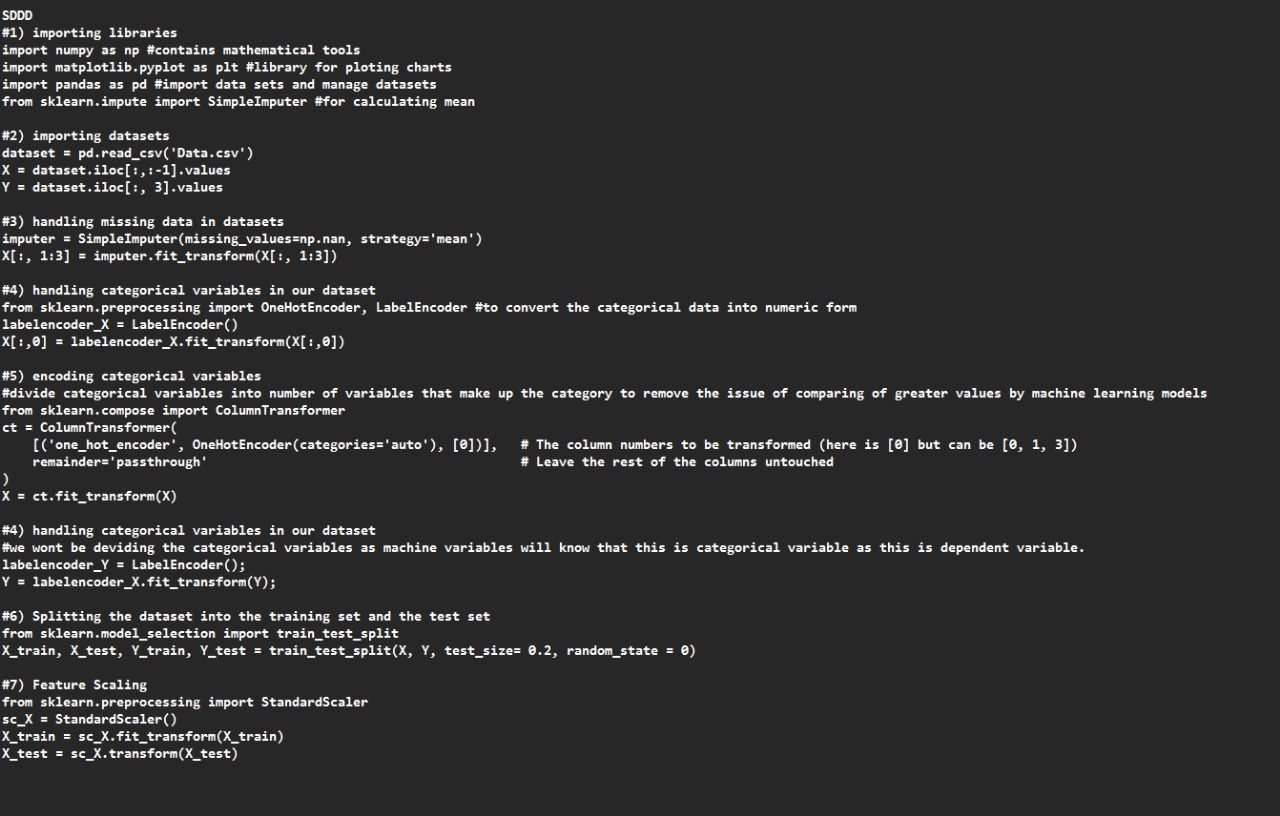 SDDD
#1) importing libraries
import numpy as np #contains mathematical tools
import matplotlib.pyplot as plt #library for ploting charts
import pandas as pd #import data sets and manage datasets
from sklearn.impute import SimpleImputer #for calculating mean

#2) importing datasets
dataset = pd.read_csv('Data.csv')
X = dataset.iloc[:,:-1].values
Y = dataset.iloc[:, 3].values

#3) handling missing data in datasets
imputer = SimpleImputer(missing_values=np.nan, strategy='mean')
X[:, 1:3] = imputer.fit_transform(X[:, 1:3])

#4) handling categorical variables in our dataset
from sklearn.preprocessing import OneHotEncoder, LabelEncoder #to convert the categorical data into numeric form
labelencoder_X = LabelEncoder()
X[:,0] = labelencoder_X.fit_transform(X[:,0])

#5) encoding categorical variables
#divide categorical variables into number of variables that make up the category to remove the issue of comparing of greater values by machine learning models
from sklearn.compose import ColumnTransformer
ct = ColumnTransformer(
    [('one_hot_encoder', OneHotEncoder(categories='auto'), [0])],   # The column numbers to be transformed (here is [0] but can be [0, 1, 3])
    remainder='passthrough'                                         # Leave the rest of the columns untouched
)
X = ct.fit_transform(X)

#4) handling categorical variables in our dataset
#we wont be deviding the categorical variables as machine variables will know that this is categorical variable as this is dependent variable.
labelencoder_Y = LabelEncoder();
Y = labelencoder_X.fit_transform(Y);

#6) Splitting the dataset into the training set and the test set
from sklearn.model_selection import train_test_split
X_train, X_test, Y_train, Y_test = train_test_split(X, Y, test_size= 0.2, random_state = 0)

#7) Feature Scaling
from sklearn.preprocessing import StandardScaler
sc_X = StandardScaler()
X_train = sc_X.fit_transform(X_train)
X_test = sc_X.transform(X_test)